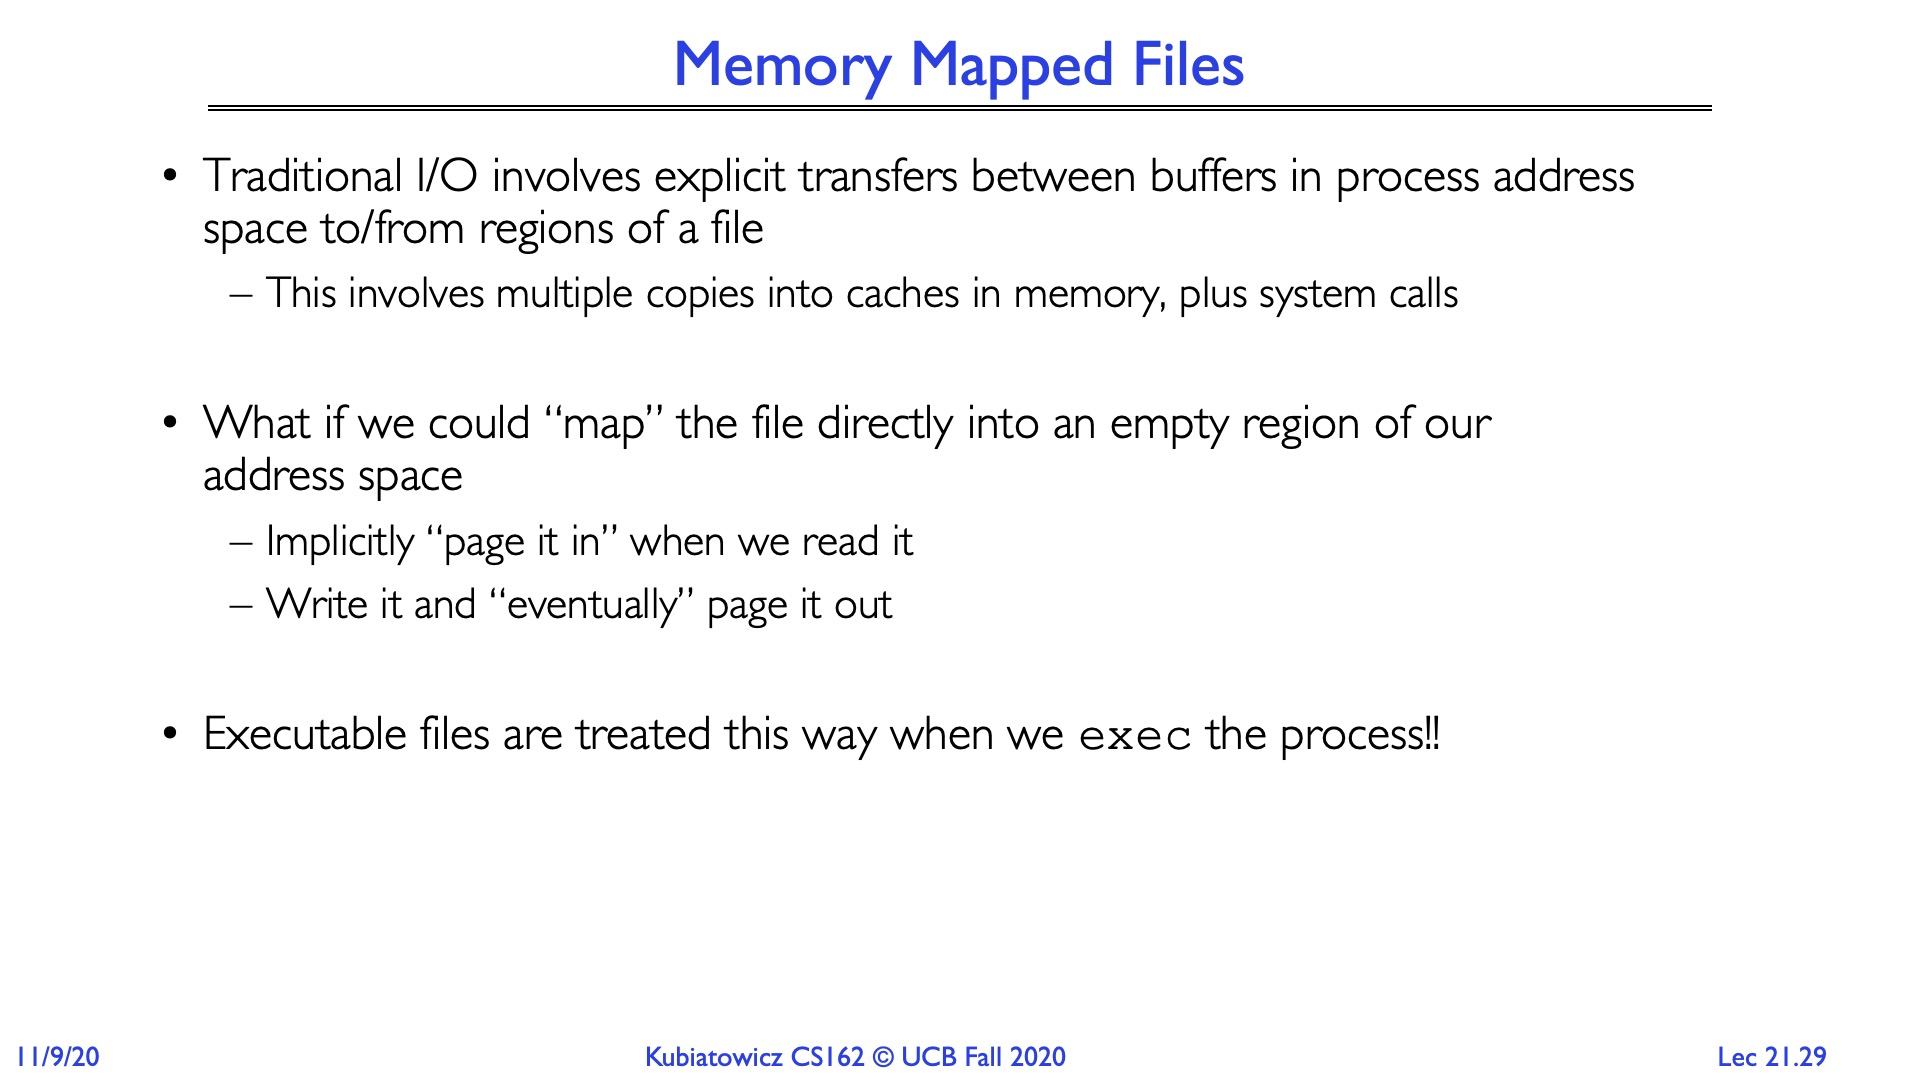 Memory Mapped Files
• Traditional I/O involves explicit transfers between buffers in process address
space to/from regions of a file
– This involves multiple copies into caches in memory, plus system calls
• What if we could “map” the file directly into an empty region of our
address space
– Implicitly “page it in” when we read it
– Write it and “eventually” page it out
• Executable files are treated this way when we exec the process!!
11/9/20
Kubiatowicz CS162 © UCB Fall 2020
Lec 21.29